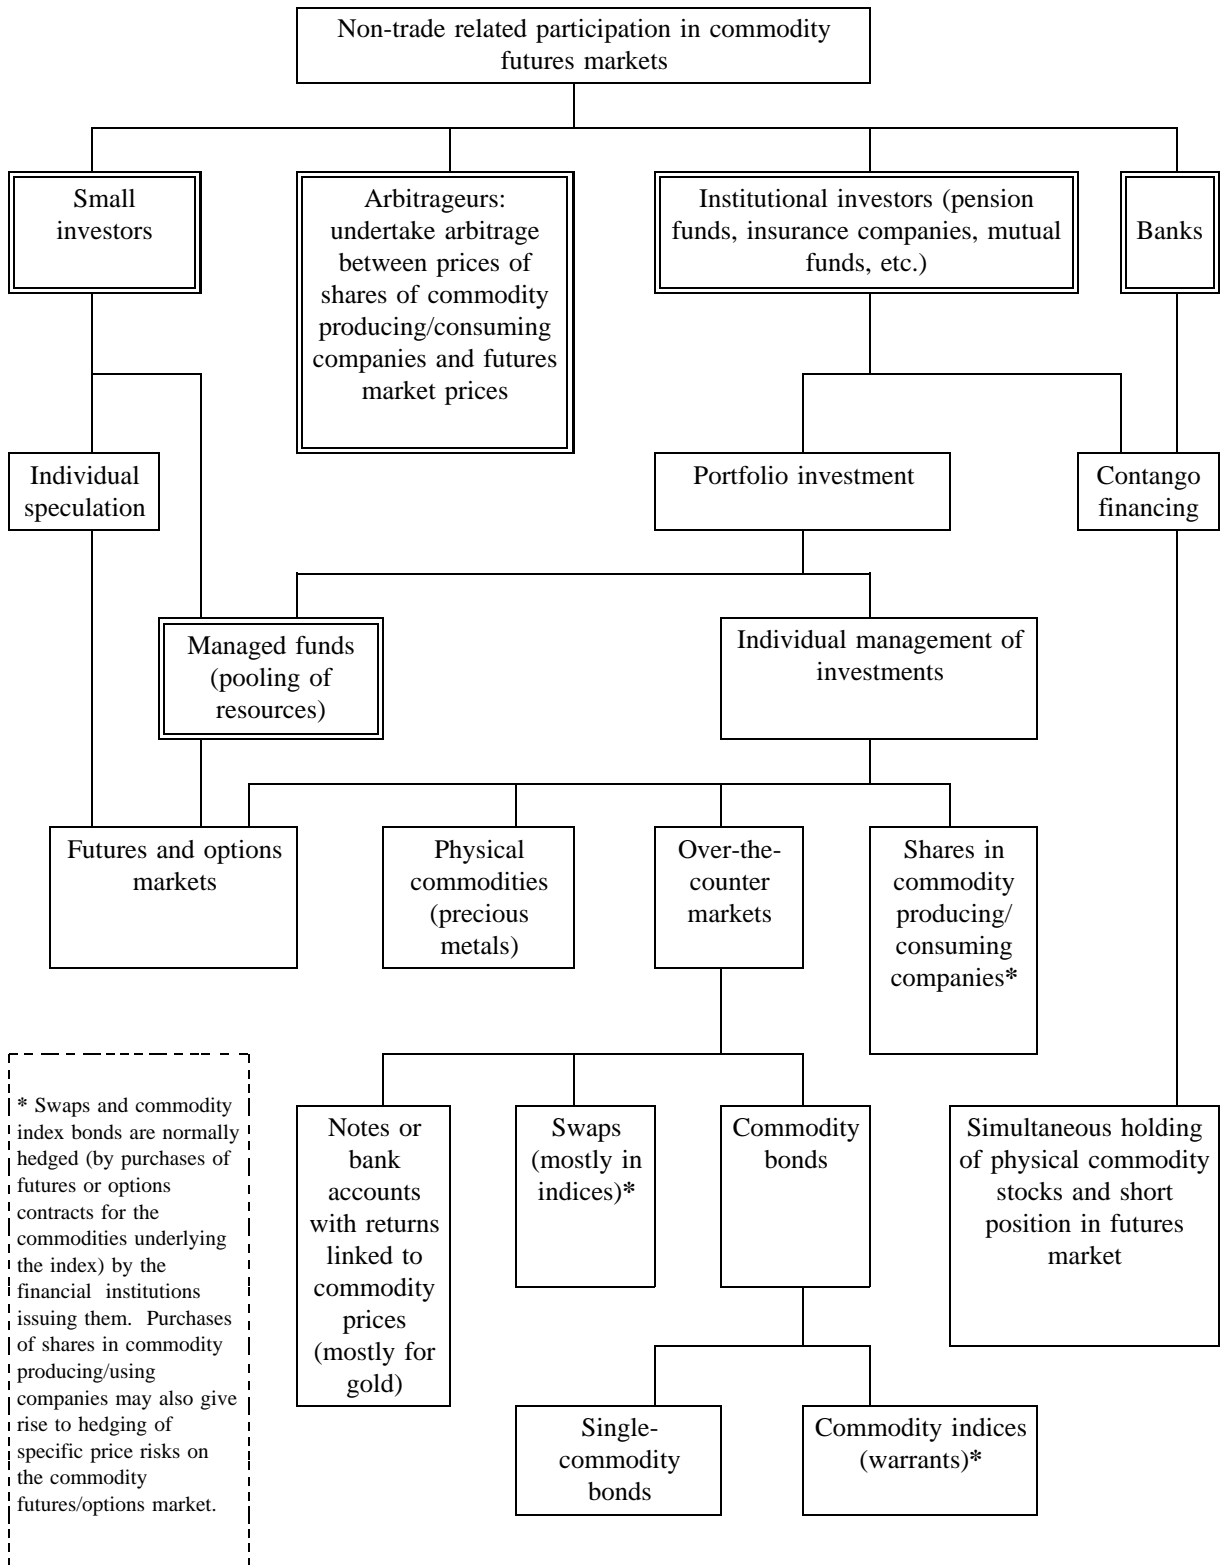 Non-trade related participation in commodity
futures markets
Small
investors
Arbitrageurs:
undertake arbitrage
between prices of
shares of commodity
producing/consuming
companies and futures
market prices
Institutional investors (pension
funds, insurance companies, mutual
funds, etc.)
Banks
Individual
speculation
Portfolio investment
Contango
financing
Managed funds
(pooling of
resources)
Individual management of
investments
Futures and options
markets
Physical
commodities
(precious
metals)
Over-the-
counter
markets
Shares in
commodity
producing/
consuming
companies*
* Swaps and commodity
index bonds are normally
hedged (by purchases of
futures or options
contracts for the
commodities underlying
the index) by the
financial institutions
issuing them. Purchases
of shares in commodity
producing/using
companies may also give
rise to hedging of
specific price risks on
the commodity
futures/options market.
Notes or
bank
accounts
with returns
linked to
commodity
prices
(mostly for
gold)
Swaps
(mostly in
indices)*
Commodity
bonds
Simultaneous holding
of physical commodity
stocks and short
position in futures
market
Single-
commodity
bonds
Commodity indices
(warrants)*